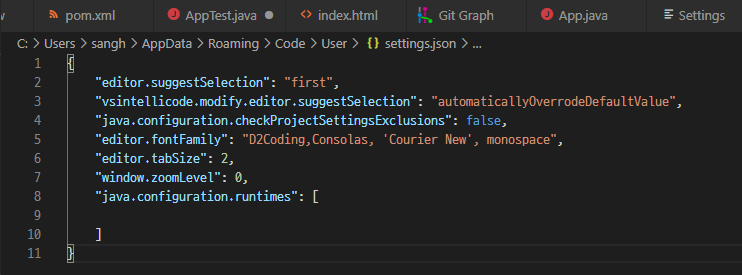 w pom.xml AppTest.java index.html Git Graph App.java Settings
C: > Users > sangh > AppData > Roaming > Code > User > {} settings.json > ...
1 {
2 "editor.suggestSelection": "first",
3 "vsintellicode.modify.editor.suggestSelection": "automaticallyOverrodeDefaultValue",
4 "java.configuration.checkProjectSettingsExclusions": false,
5 "editor.fontFamily": "D2Coding,Consolas, 'Courier New', monospace",
6 "editor.tabSize": 2,
7 "window.zoomLevel": 0,
8 "java.configuration.runtimes": [
9
10 ]
11 }